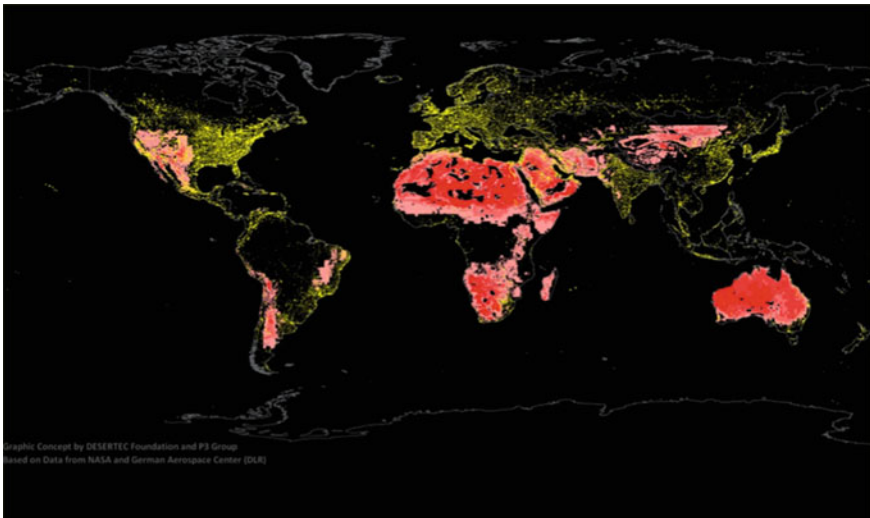 Graphic Concept by DESERTEC Foundation and P3 Group
Based on Data from NASA and German Aerospace Center (DLR)